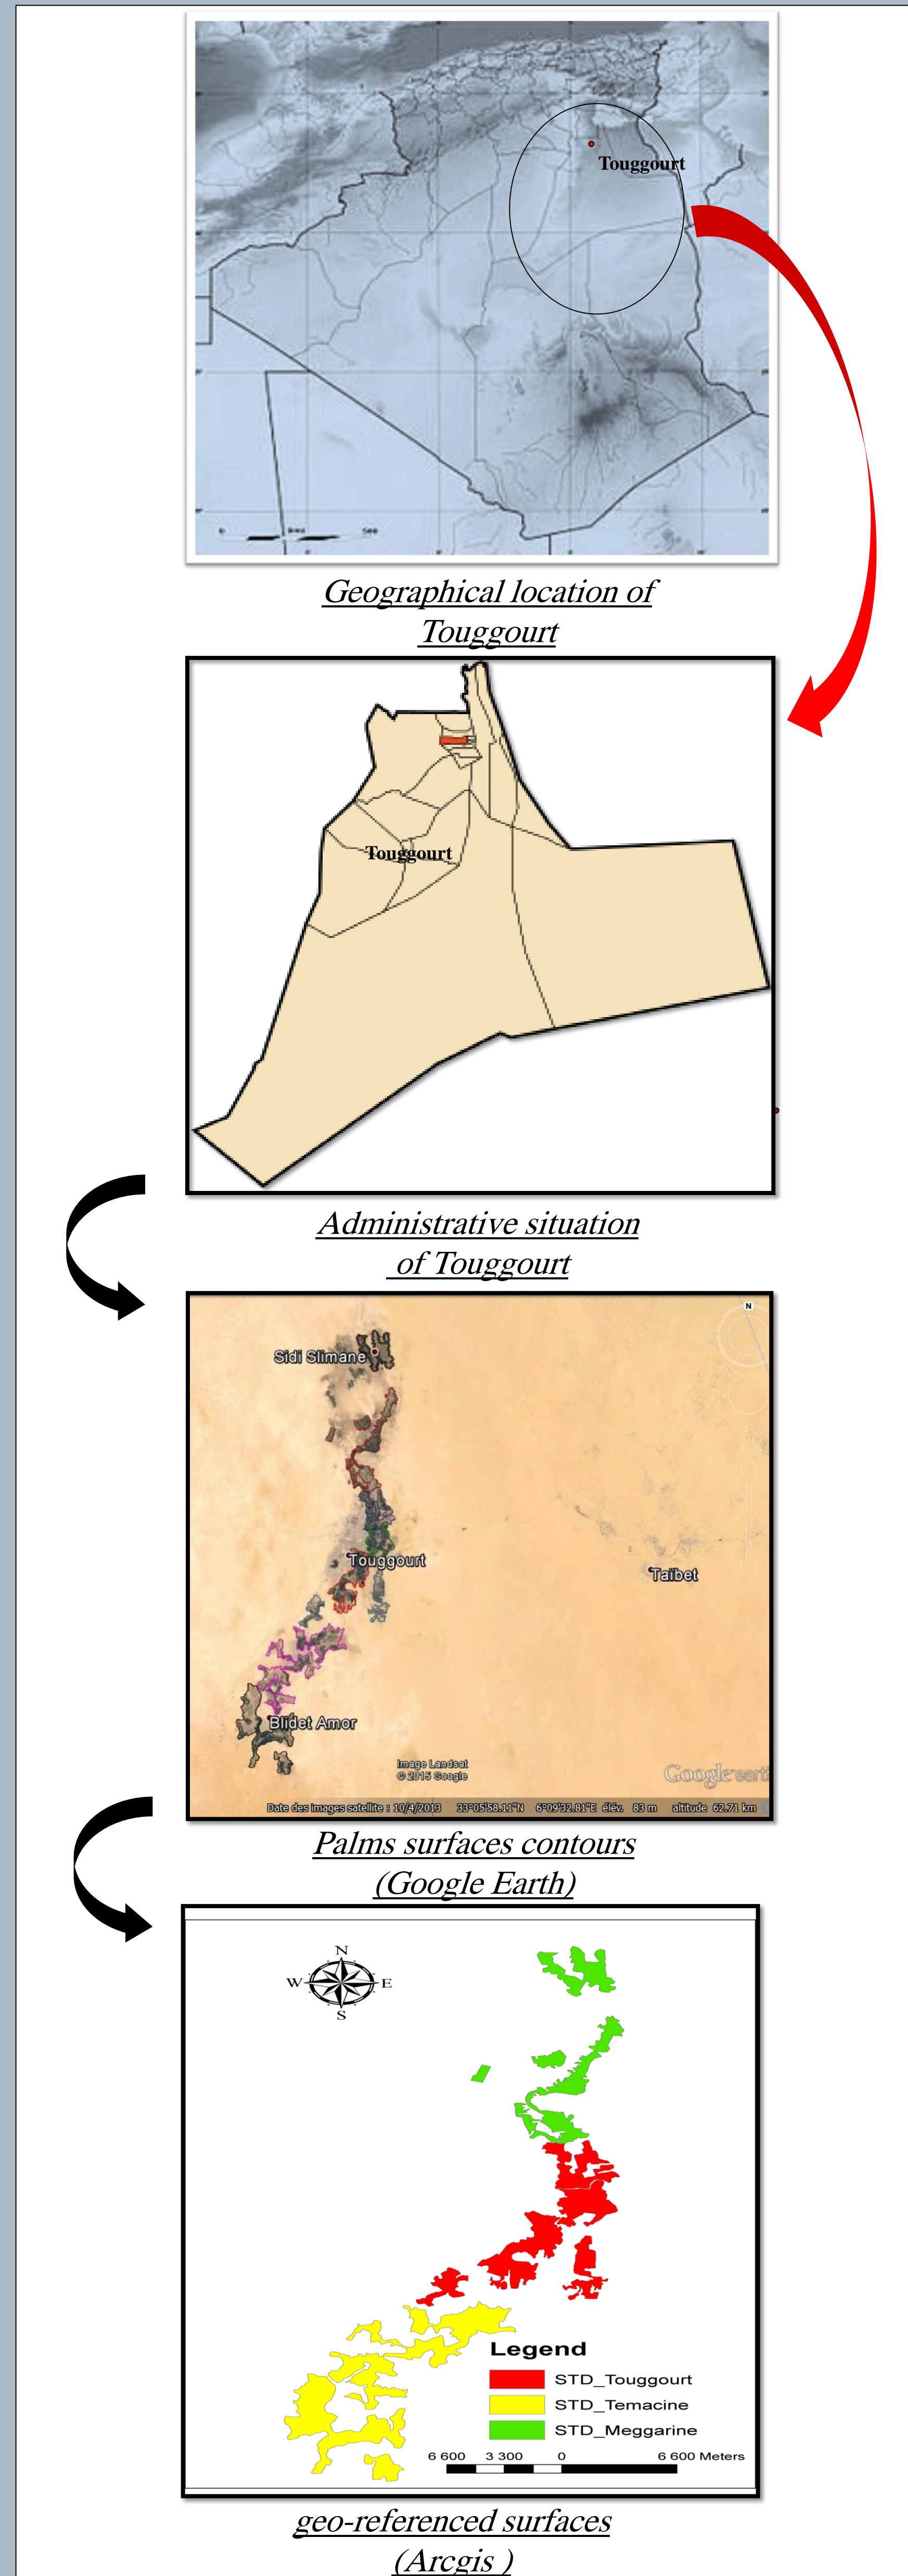 Touggourt
0 km 500
Geographical location of
Touggourt
Touggourt
Administrative situation
of Touggourt
N
Sidi Slimane
Touggourt
Taibet
Blidet Amor
Image Landsat
© 2015 Google
Google earth
Date des images satellite : 10/4/2013 33°05'58.11"N 6°09'32.81"E élév. 83 m altitude 62.71 km
Palms surfaces contours
(Google Earth)
N
W E
S
Legend
STD_Touggourt
STD_Temacine
STD_Meggarine
6 600 3 300 0 6 600 Meters
geo-referenced surfaces
(Arcgis )